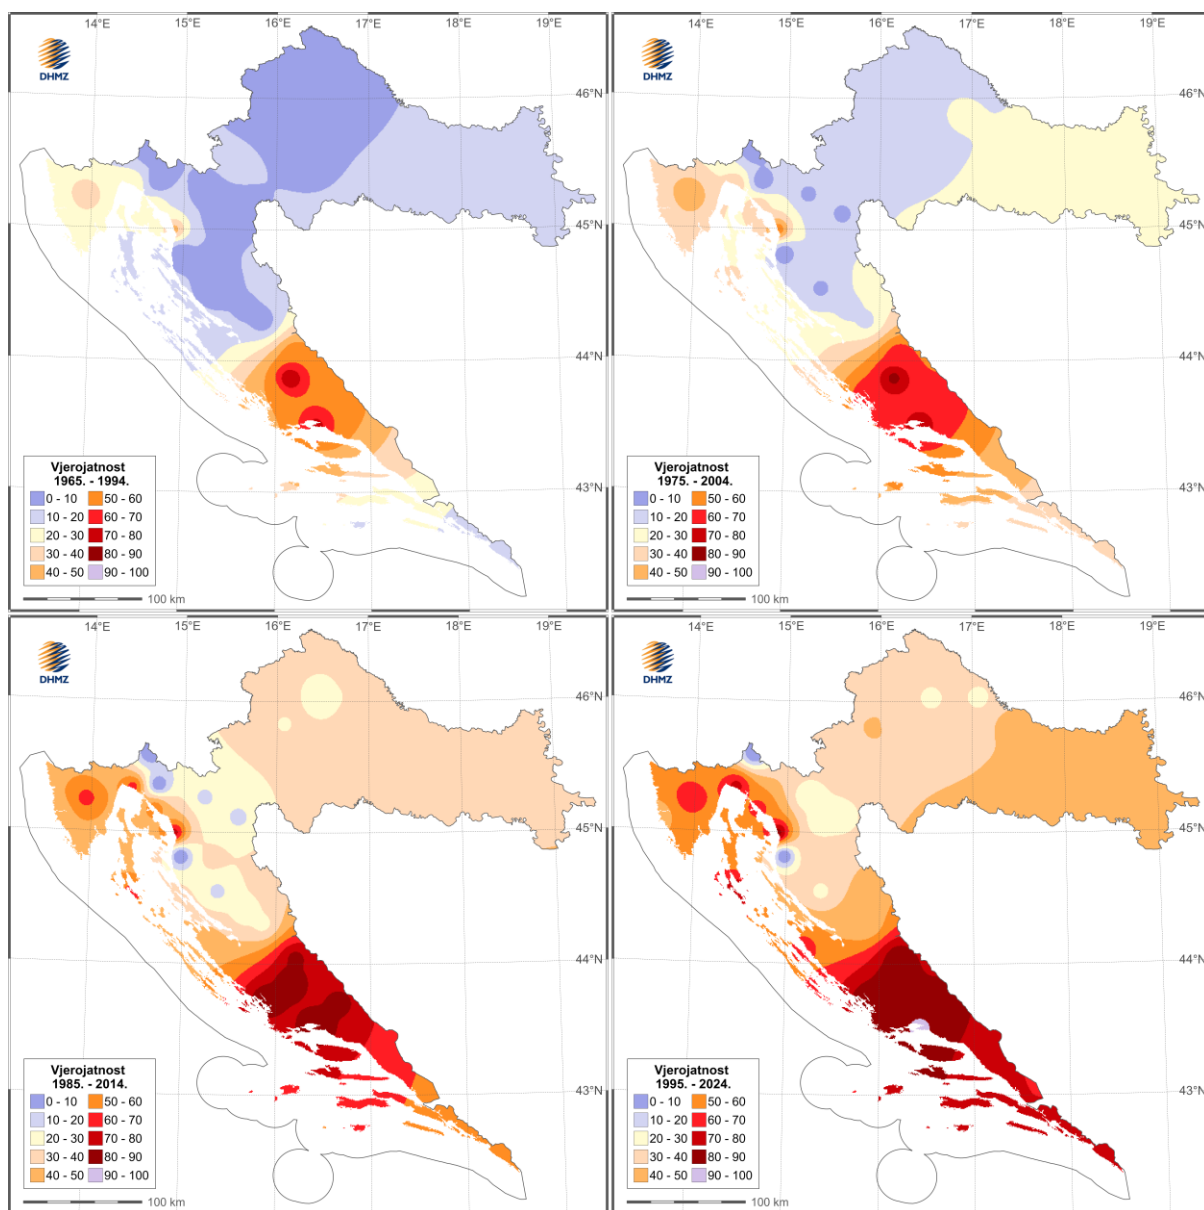 14°E 15°E 16°E 17°E 18°E 19°E
DHMZ
46°N
45°N
44°N
43°N
Vjerojatnost
1965. - 1994.
0 - 10 50 - 60
10 - 20 60 - 70
20 - 30 70 - 80
30 - 40 80 - 90
40 - 50 90 - 100
100 km
14°E 15°E 16°E 17°E 18°E 19°E
DHMZ
46°N
45°N
44°N
43°N
Vjerojatnost
1975. - 2004.
0 - 10 50 - 60
10 - 20 60 - 70
20 - 30 70 - 80
30 - 40 80 - 90
40 - 50 90 - 100
100 km
14°E 15°E 16°E 17°E 18°E 19°E
DHMZ
46°N
45°N
44°N
43°N
Vjerojatnost
1985. - 2014.
0 - 10 50 - 60
10 - 20 60 - 70
20 - 30 70 - 80
30 - 40 80 - 90
40 - 50 90 - 100
100 km
14°E 15°E 16°E 17°E 18°E 19°E
DHMZ
46°N
45°N
44°N
43°N
Vjerojatnost
1995. - 2024.
0 - 10 50 - 60
10 - 20 60 - 70
20 - 30 70 - 80
30 - 40 80 - 90
40 - 50 90 - 100
100 km